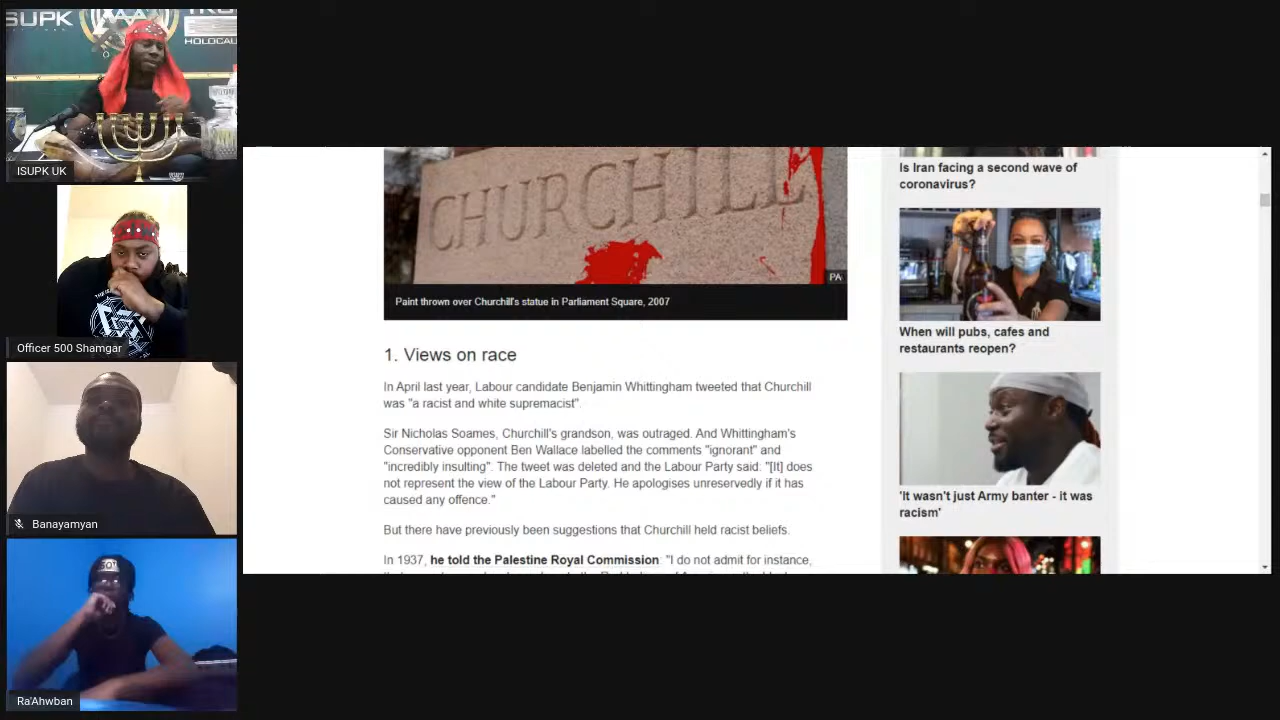 SUPK
HOLOCAU
ISUPK UK
Officer 500 Shamgar
Banayamyan
Ra'Ahwban
CHURCHILL
PA
Paint thrown over Churchill's statue in Parliament Square, 2007
1. Views on race
In April last year, Labour candidate Benjamin Whittingham tweeted that Churchill
was "a racist and white supremacist".
Sir Nicholas Soames, Churchill's grandson, was outraged. And Whittingham's
Conservative opponent Ben Wallace labelled the comments "ignorant" and
"incredibly insulting". The tweet was deleted and the Labour Party said: "[It] does
not represent the view of the Labour Party. He apologises unreservedly if it has
caused any offence."
But there have previously been suggestions that Churchill held racist beliefs.
In 1937, he told the Palestine Royal Commission: "I do not admit for instance,
Is Iran facing a second wave of
coronavirus?
When will pubs, cafes and
restaurants reopen?
'It wasn't just Army banter - it was
racism'